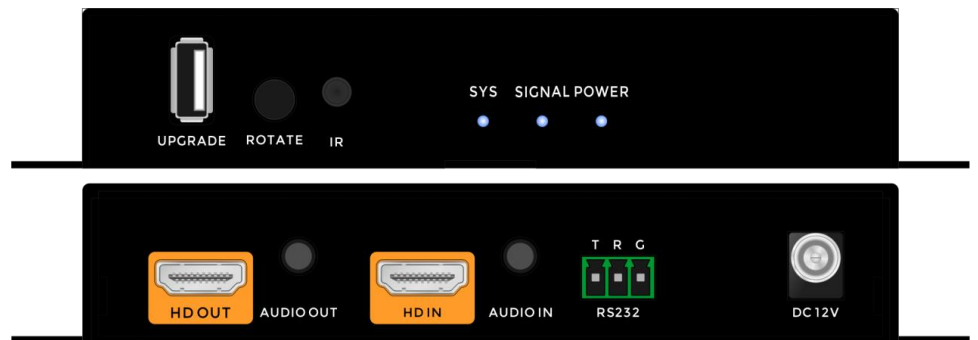 SYS SIGNAL POWER
UPGRADE ROTATE IR
T R G
HD OUT AUDIO OUT HD IN AUDIO IN RS232 DC 12V